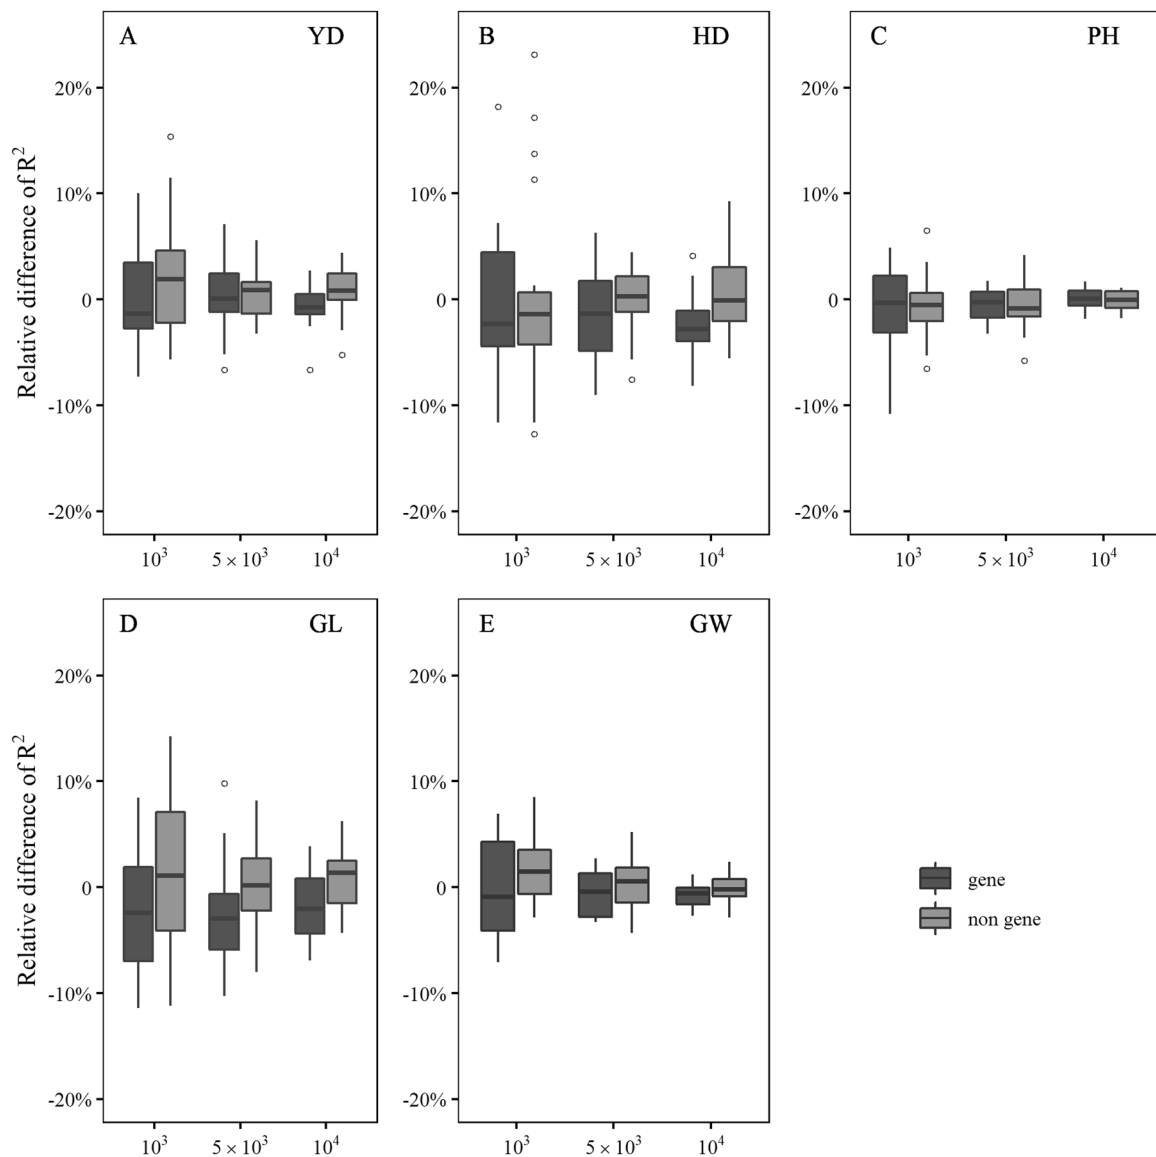 A YD
B HD
C PH
Relative difference of R²
20%
10%
0
-10%
-20%
10³ 5 × 10³ 10⁴
20%
10%
0
-10%
-20%
10³ 5 × 10³ 10⁴
20%
10%
0
-10%
-20%
10³ 5 × 10³ 10⁴
D GL
E GW
Relative difference of R²
20%
10%
0
-10%
-20%
10³ 5 × 10³ 10⁴
20%
10%
0
-10%
-20%
10³ 5 × 10³ 10⁴
gene
non gene